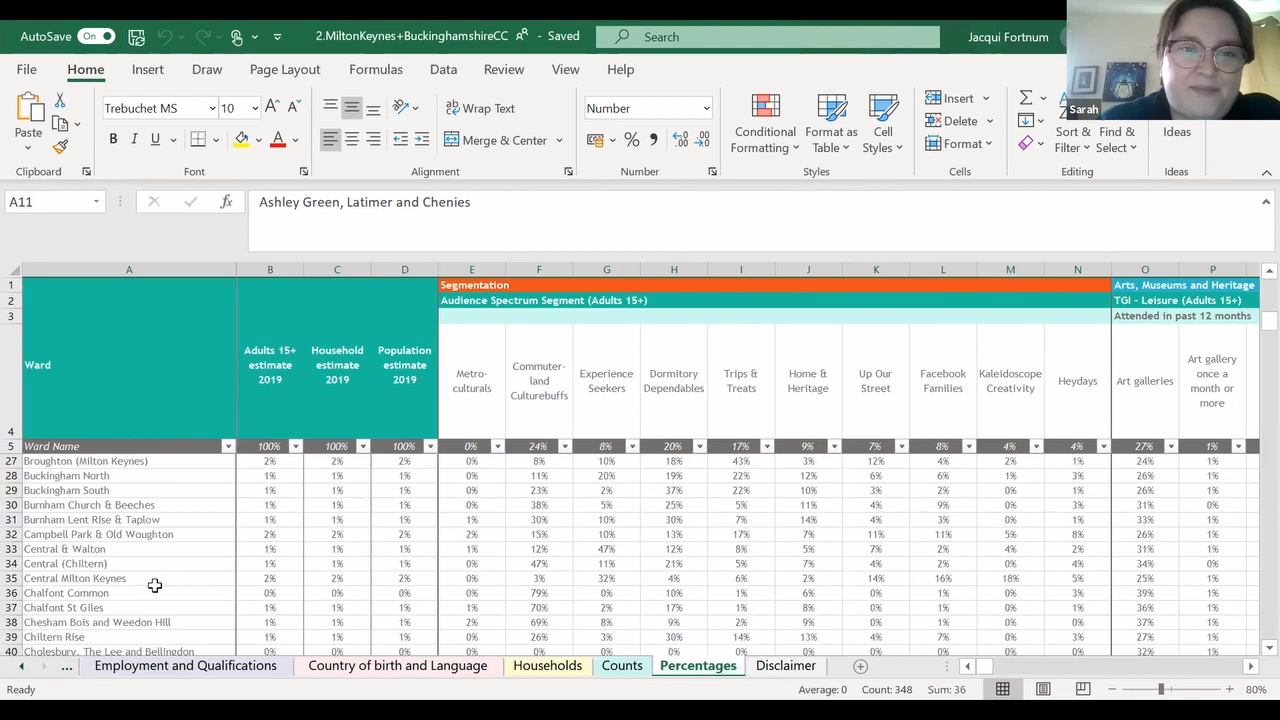 AutoSave On 2.MiltonKeynes+BuckinghamshireCC - Saved Search Jacqui Fortnum
File Home Insert Draw Page Layout Formulas Data Review View Help
Sarah
Paste Trebuchet MS 10 Wrap Text Number Insert
B I U Merge & Center Conditional Formatting Format as Table Cell Styles Delete Format Sort & Filter Find & Select Ideas
Clipboard Font Alignment Number Styles Cells Editing Ideas
A11 fx Ashley Green, Latimer and Chenies
A B C D E F G H I J K L M N O P
1 Segmentation Arts, Museums and Heritage
2 Audience Spectrum Segment (Adults 15+) TGI - Leisure (Adults 15+)
3 Attended in past 12 months
4 Ward Adults 15+ estimate 2019 Household estimate 2019 Population estimate 2019 Metro-culturals Commuter-land Culturebuffs Experience Seekers Dormitory Dependables Trips & Treats Home & Heritage Up Our Street Facebook Families Kaleidoscope Creativity Heydays Art galleries Art gallery once a month or more
5 Ward Name 100% 100% 100% 0% 24% 8% 20% 17% 9% 7% 8% 4% 4% 27% 1%
27 Broughton (Milton Keynes) 2% 2% 2% 0% 8% 10% 18% 43% 3% 12% 4% 2% 1% 24% 1%
28 Buckingham North 1% 1% 1% 0% 11% 20% 19% 22% 12% 6% 6% 1% 3% 26% 1%
29 Buckingham South 1% 1% 1% 0% 23% 2% 37% 22% 10% 3% 2% 0% 1% 26% 1%
30 Burnham Church & Beeches 1% 1% 1% 0% 38% 5% 25% 5% 11% 4% 9% 0% 3% 31% 0%
31 Burnham Lent Rise & Taplow 1% 1% 1% 1% 30% 10% 30% 7% 14% 4% 3% 0% 1% 33% 1%
32 Campbell Park & Old Woughton 2% 2% 2% 2% 15% 10% 13% 17% 7% 11% 11% 5% 8% 26% 1%
33 Central & Walton 1% 1% 1% 1% 12% 47% 12% 8% 5% 7% 2% 4% 2% 31% 1%
34 Central (Chiltern) 1% 1% 1% 0% 47% 11% 21% 5% 7% 4% 2% 0% 4% 34% 0%
35 Central Milton Keynes 2% 2% 2% 0% 3% 32% 4% 6% 2% 14% 16% 18% 5% 25% 1%
36 Chalfont Common 0% 0% 0% 0% 79% 0% 10% 1% 6% 0% 4% 0% 0% 39% 1%
37 Chalfont St Giles 1% 1% 1% 1% 70% 2% 17% 1% 8% 0% 0% 0% 1% 36% 1%
38 Chesham Bois and Weedon Hill 1% 1% 1% 2% 69% 8% 9% 2% 9% 0% 0% 0% 1% 37% 1%
39 Chiltern Rise 1% 1% 1% 0% 26% 3% 30% 14% 13% 4% 7% 0% 3% 27% 1%
40 Cholesbury, The Lee and Bellingdon 32% 1%
... Employment and Qualifications Country of birth and Language Households Counts Percentages Disclaimer
Ready Average: 0 Count: 348 Sum: 36 80%